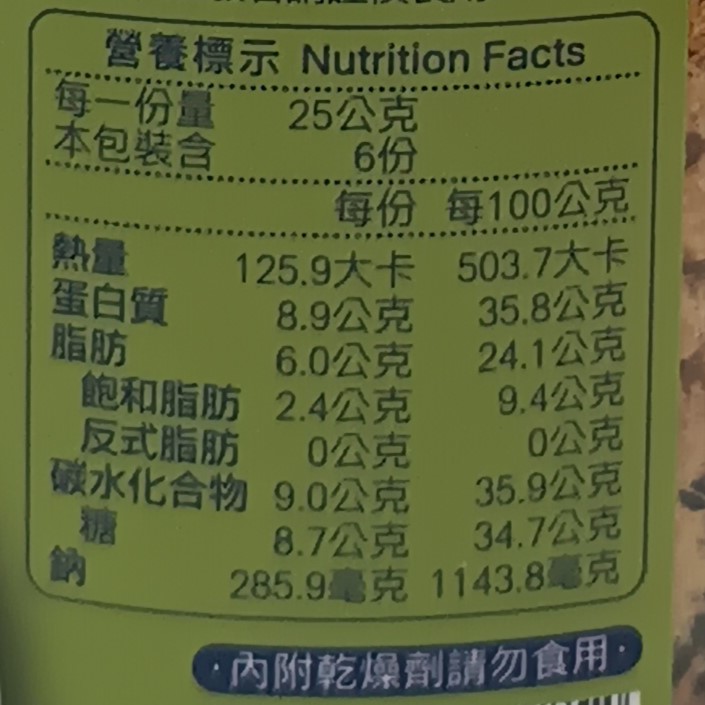 營養標示 Nutrition Facts
每一份量 25公克
本包裝含 6份
每份 每100公克
熱量 125.9大卡 503.7大卡
蛋白質 8.9公克 35.8公克
脂肪 6.0公克 24.1公克
飽和脂肪 2.4公克 9.4公克
反式脂肪 0公克 0公克
碳水化合物 9.0公克 35.9公克
糖 8.7公克 34.7公克
鈉 285.9毫克 1143.8毫克
·內附乾燥劑請勿食用·